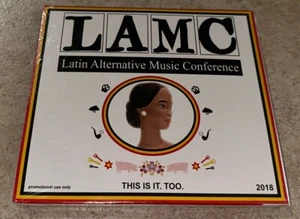 LAMC
Latin Alternative Music Conference
promotional use only
THIS IS IT. TOO.
2018